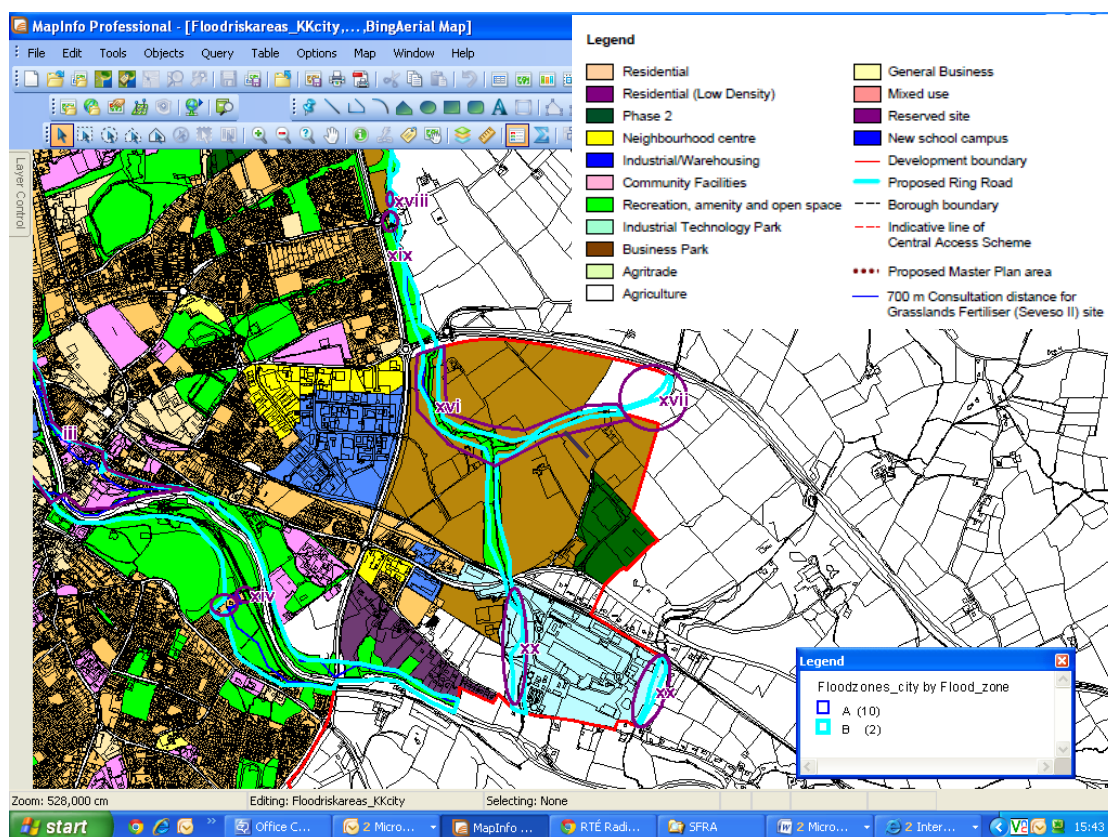 MapInfo Professional - [Floodriskareas_KKcity,...,BingAerial Map]
File Edit Tools Objects Query Table Options Map Window Help
Layer Control
Legend
Residential
Residential (Low Density)
Phase 2
Neighbourhood centre
Industrial/Warehousing
Community Facilities
Recreation, amenity and open space
Industrial Technology Park
Business Park
Agritrade
Agriculture
General Business
Mixed use
Reserved site
New school campus
Development boundary
Proposed Ring Road
Borough boundary
Indicative line of
Central Access Scheme
Proposed Master Plan area
700 m Consultation distance for
Grasslands Fertiliser (Seveso II) site
xviii
xix
xvi
xvii
iii
xiv
xx
xx
Legend
Floodzones_city by Flood_zone
A (10)
B (2)
Zoom: 528,000 cm Editing: Floodriskareas_KKcity Selecting: None
start Office C... 2 Micro... MapInfo ... RTÉ Radi... SFRA 2 Micro... 2 Inter... 15:43